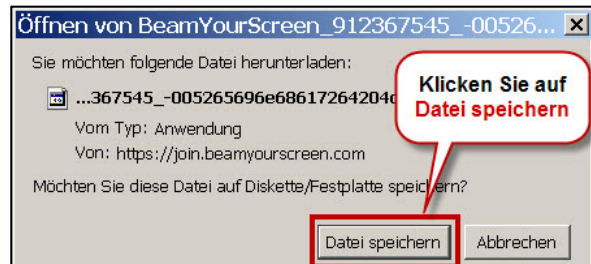 Öffnen von BeamYourScreen_912367545_-00526...
Sie möchten folgende Datei herunterladen:
...367545_-005265696e68617264204
Vom Typ: Anwendung
Von: https://join.beamyourscreen.com
Möchten Sie diese Datei auf Diskette/Festplatte speichern?
Klicken Sie auf
Datei speichern
Datei speichern
Abbrechen